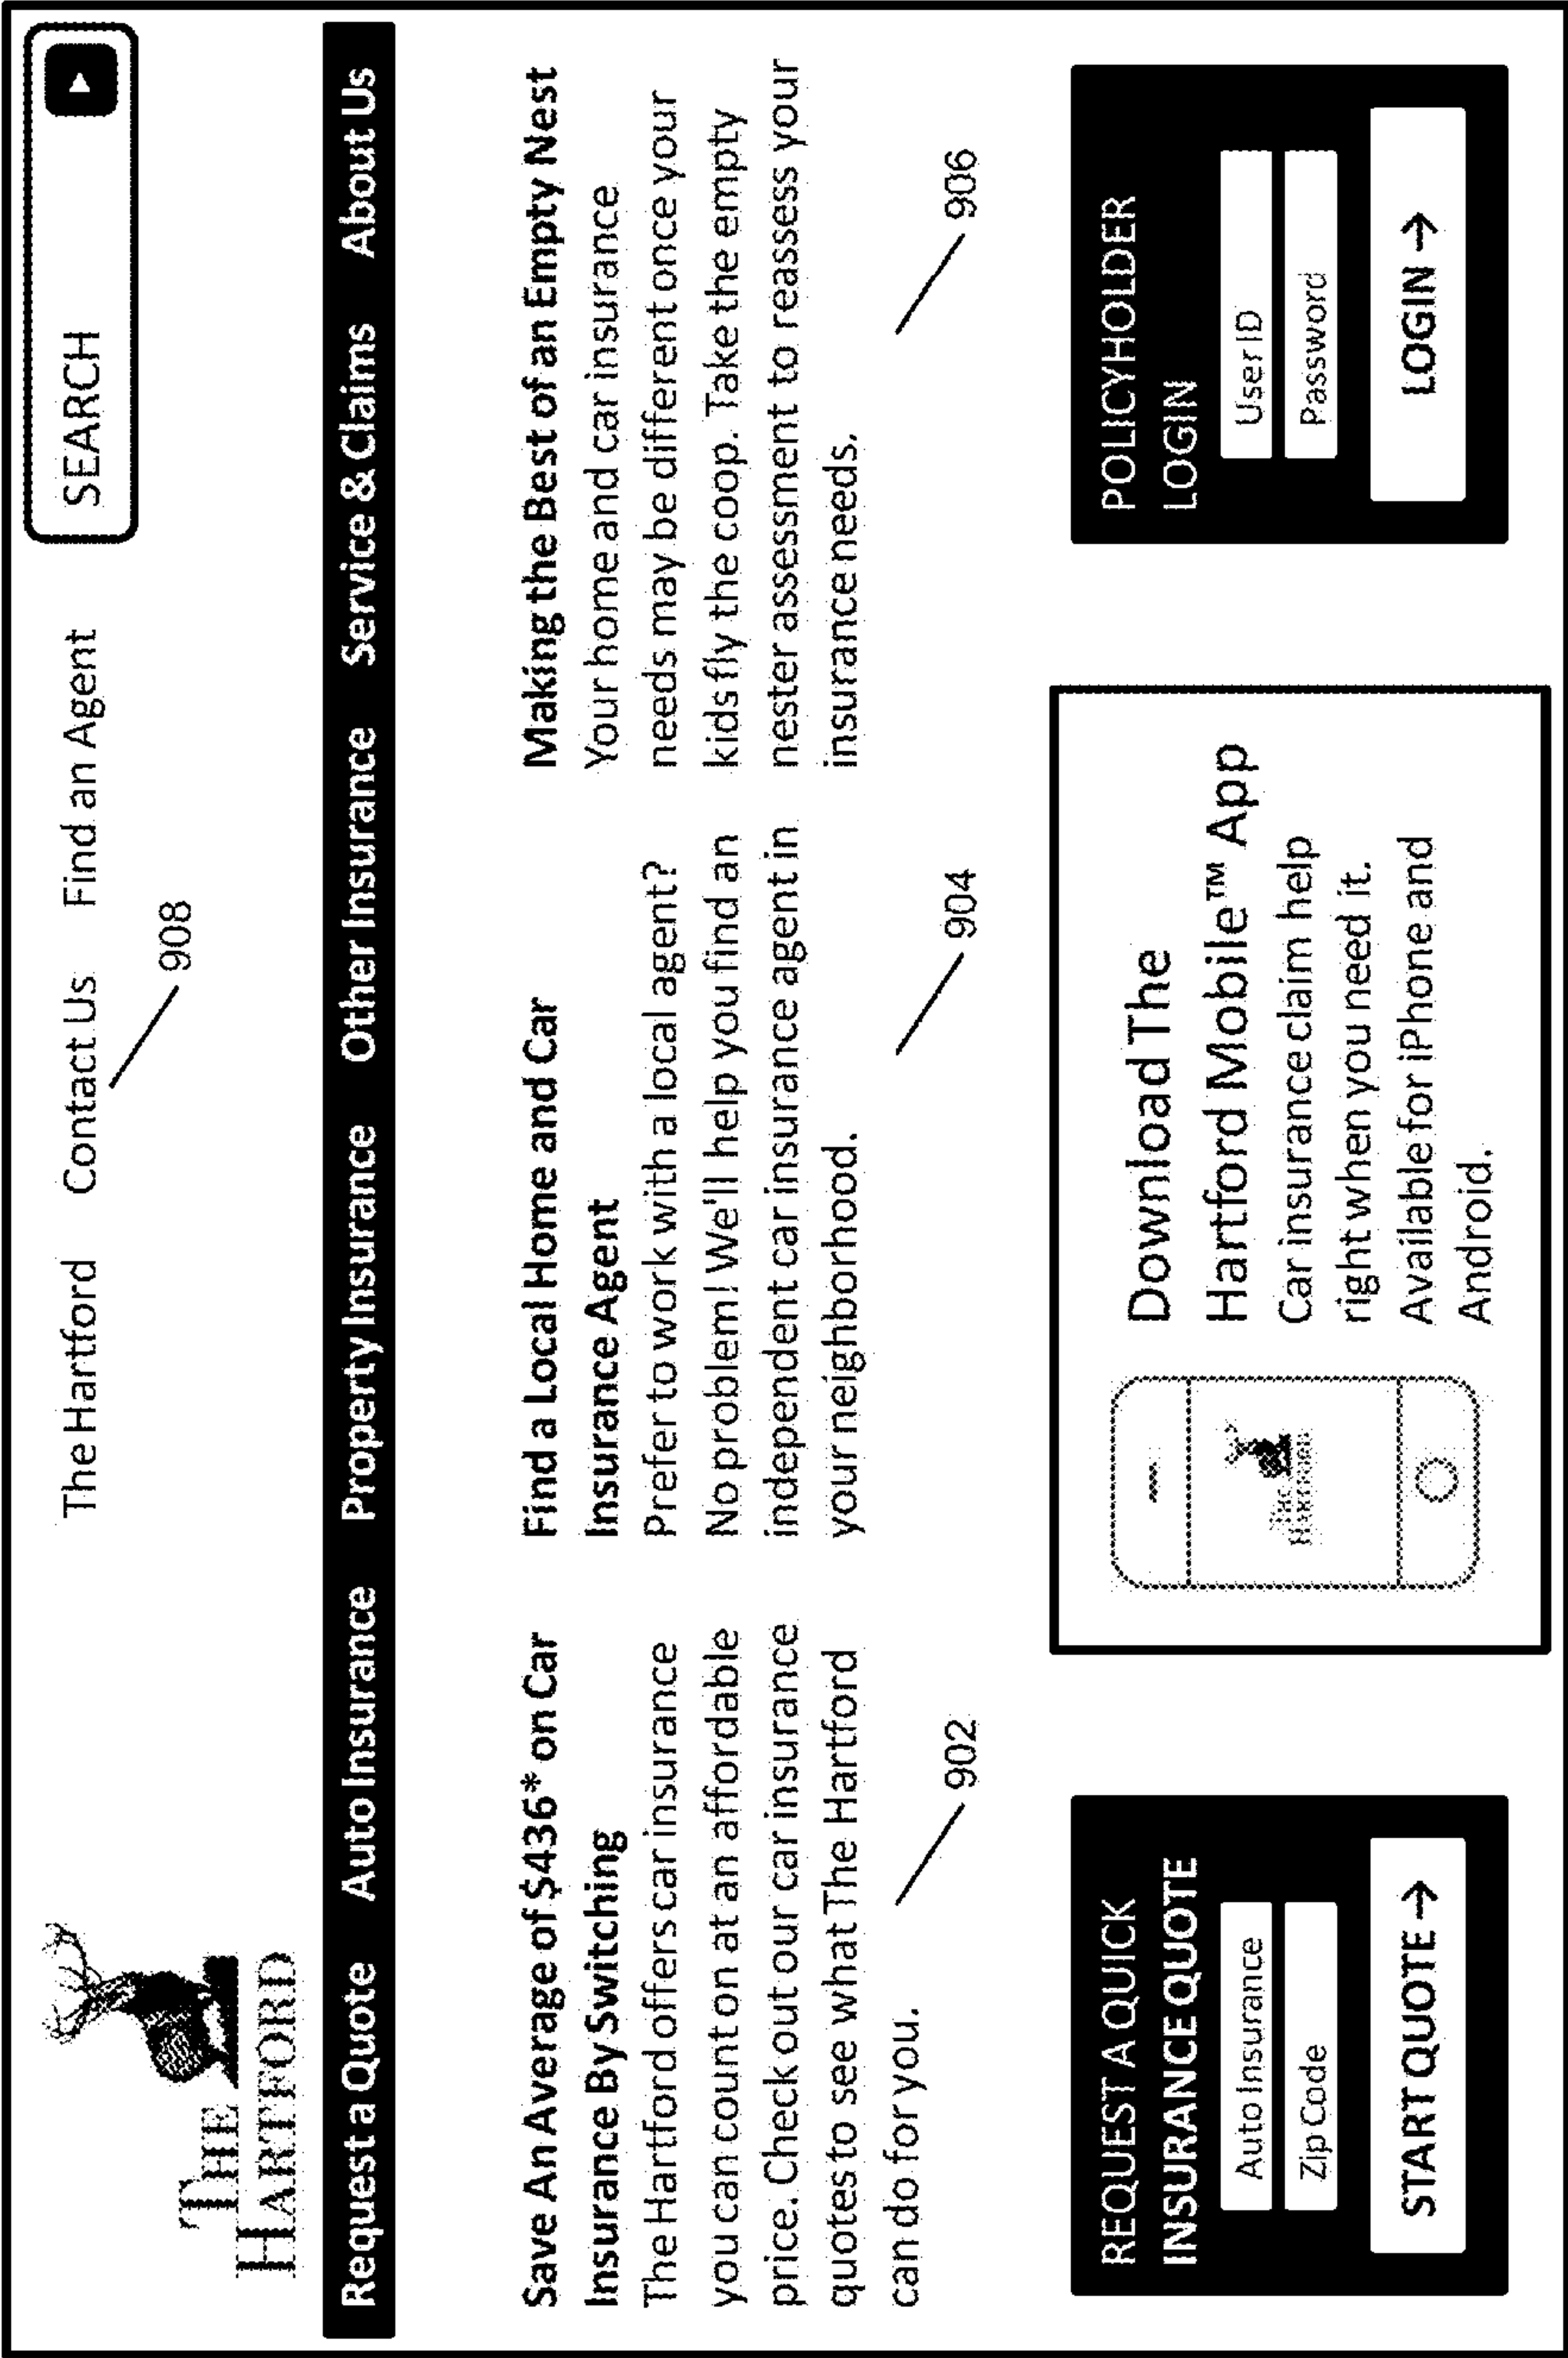 THE
HARTFORD
The Hartford
Contact Us
Find an Agent
SEARCH
908
Request a Quote
Auto Insurance
Property Insurance
Other Insurance
Service & Claims
About Us
Save An Average of $436* on Car
Insurance By Switching
The Hartford offers car insurance
you can count on at an affordable
price. Check out our car insurance
quotes to see what The Hartford
can do for you.
902
Find a Local Home and Car
Insurance Agent
Prefer to work with a local agent?
No problem! We'll help you find an
independent car insurance agent in
your neighborhood.
904
Making the Best of an Empty Nest
Your home and car insurance
needs may be different once your
kids fly the coop. Take the empty
nester assessment to reassess your
insurance needs.
906
REQUEST A QUICK
INSURANCE QUOTE
Auto Insurance
Zip Code
START QUOTE →
THE
HARTFORD
Download The
Hartford Mobile™ App
Car insurance claim help
right when you need it.
Available for iPhone and
Android.
POLICYHOLDER
LOGIN
User ID
Password
LOGIN →